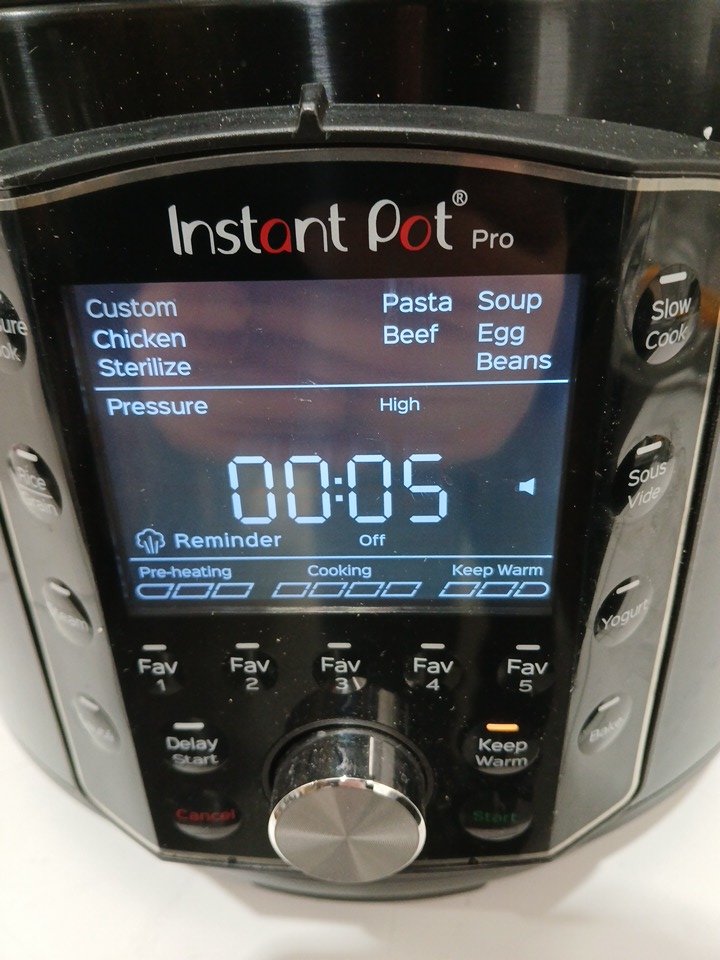 Instant Pot® Pro
Custom Pasta Soup
Chicken Beef Egg
Sterilize Beans
Pressure High
00:05
Reminder Off
Pre-heating Cooking Keep Warm
Slow
Cook
Rice
Grain
Sous
Vide
Yogurt
Bake
Fav
1
Fav
2
Fav
3
Fav
4
Fav
5
Delay
Start
Keep
Warm
Cancel
Start